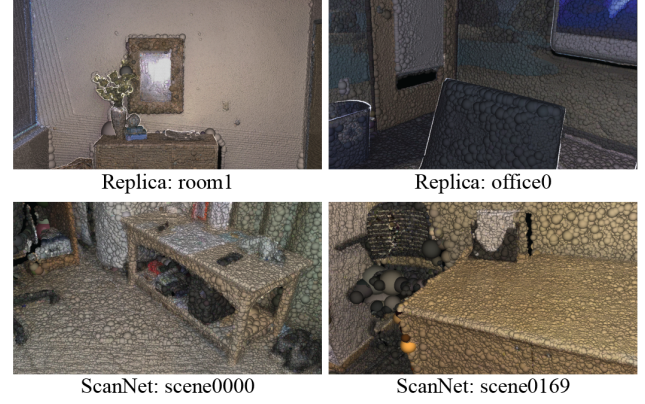 Replica: room1
Replica: office0
ScanNet: scene0000
ScanNet: scene0169